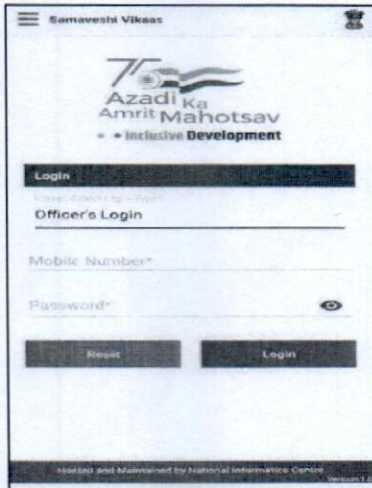 Samaveshi Vikaas
75
Azadi Ka
Amrit Mahotsav
Inclusive Development
Login
Officer's Login
Mobile Number*
Password*
Reset
Login
Hosted and Maintained by National Informatics Centre